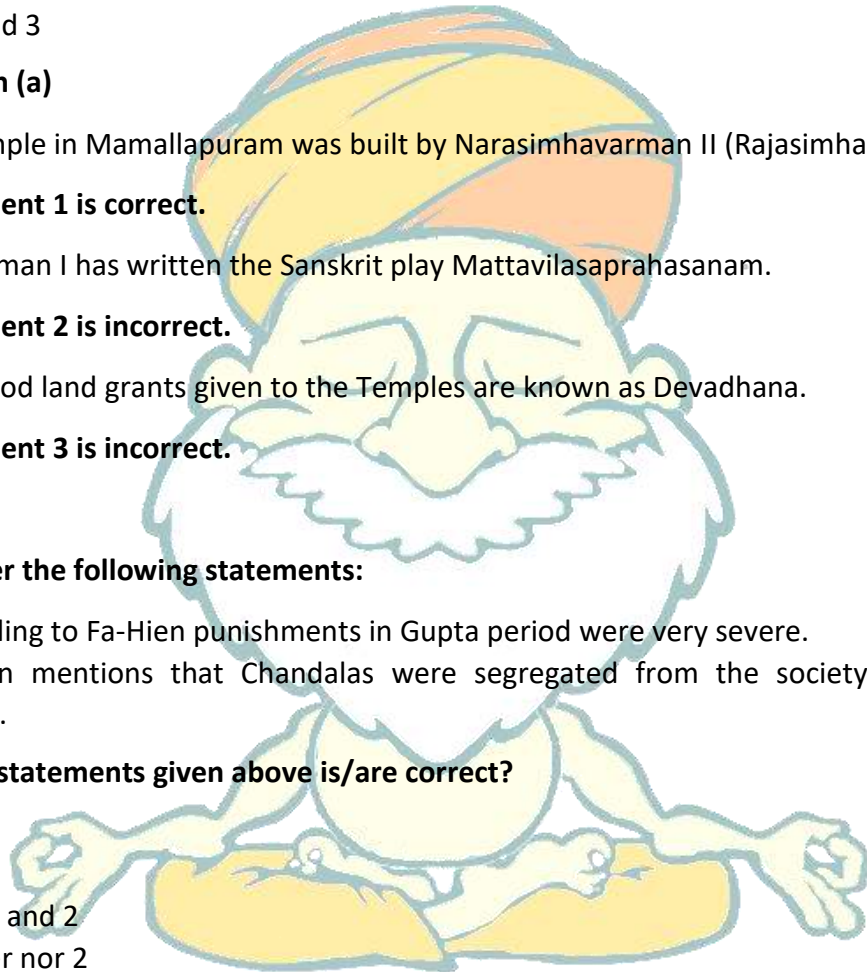 d 3
n (a)
nple in Mamallapuram was built by Narasimhavarman II (Rajasimha
ent 1 is correct.
man I has written the Sanskrit play Mattavilasaprahasanam.
ent 2 is incorrect.
od land grants given to the Temples are known as Devadhana.
ent 3 is incorrect.
er the following statements:
ding to Fa-Hien punishments in Gupta period were very severe.
n mentions that Chandalas were segregated from the society
.
statements given above is/are correct?
and 2
r nor 2